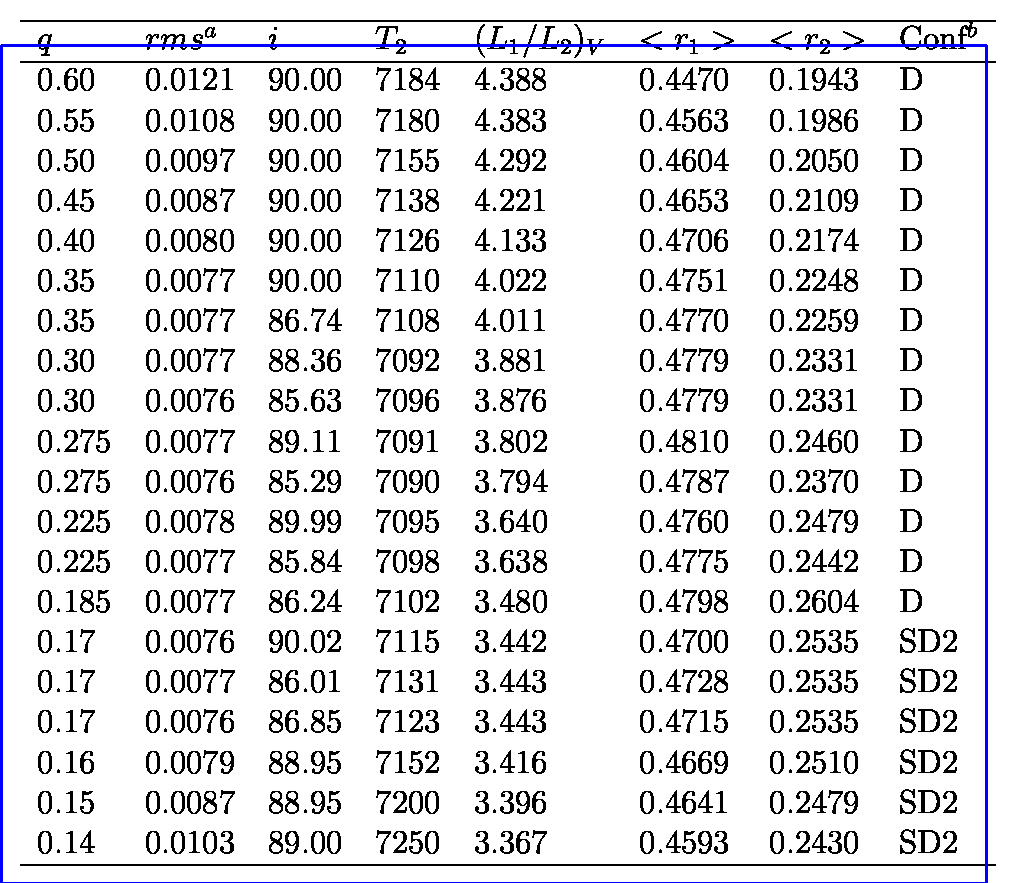 q rmsᵃ i T₂ (L₁/L₂)V < r₁ > < r₂ > Confᵇ
0.60 0.0121 90.00 7184 4.388 0.4470 0.1943 D
0.55 0.0108 90.00 7180 4.383 0.4563 0.1986 D
0.50 0.0097 90.00 7155 4.292 0.4604 0.2050 D
0.45 0.0087 90.00 7138 4.221 0.4653 0.2109 D
0.40 0.0080 90.00 7126 4.133 0.4706 0.2174 D
0.35 0.0077 90.00 7110 4.022 0.4751 0.2248 D
0.35 0.0077 86.74 7108 4.011 0.4770 0.2259 D
0.30 0.0077 88.36 7092 3.881 0.4779 0.2331 D
0.30 0.0076 85.63 7096 3.876 0.4779 0.2331 D
0.275 0.0077 89.11 7091 3.802 0.4810 0.2460 D
0.275 0.0076 85.29 7090 3.794 0.4787 0.2370 D
0.225 0.0078 89.99 7095 3.640 0.4760 0.2479 D
0.225 0.0077 85.84 7098 3.638 0.4775 0.2442 D
0.185 0.0077 86.24 7102 3.480 0.4798 0.2604 D
0.17 0.0076 90.02 7115 3.442 0.4700 0.2535 SD2
0.17 0.0077 86.01 7131 3.443 0.4728 0.2535 SD2
0.17 0.0076 86.85 7123 3.443 0.4715 0.2535 SD2
0.16 0.0079 88.95 7152 3.416 0.4669 0.2510 SD2
0.15 0.0087 88.95 7200 3.396 0.4641 0.2479 SD2
0.14 0.0103 89.00 7250 3.367 0.4593 0.2430 SD2